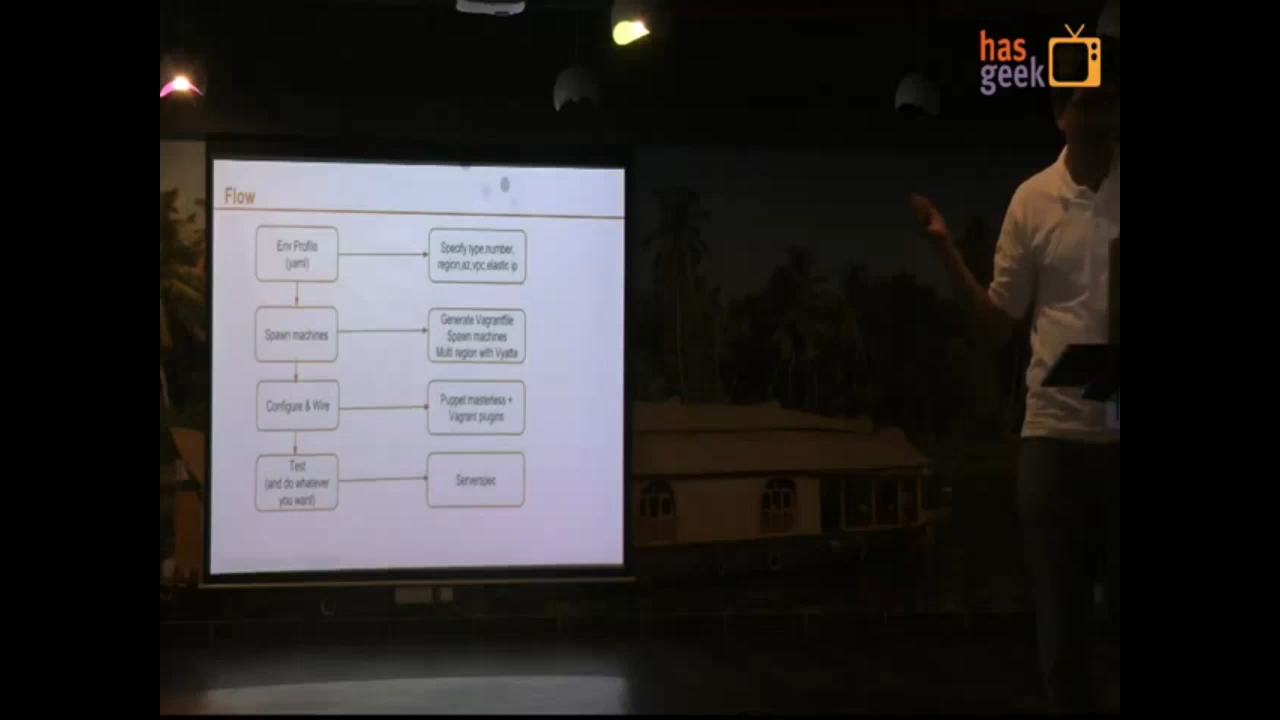 has
geek
Flow
Env Profile
(yaml)
Specify type,number,
region,az,vpc,elastic ip
Spawn machines
Generate Vagrantfile
Spawn machines
Multi region with Vyatta
Configure & Wire
Puppet masterless +
Vagrant plugins
Test
(and do whatever
you want)
Serverspec